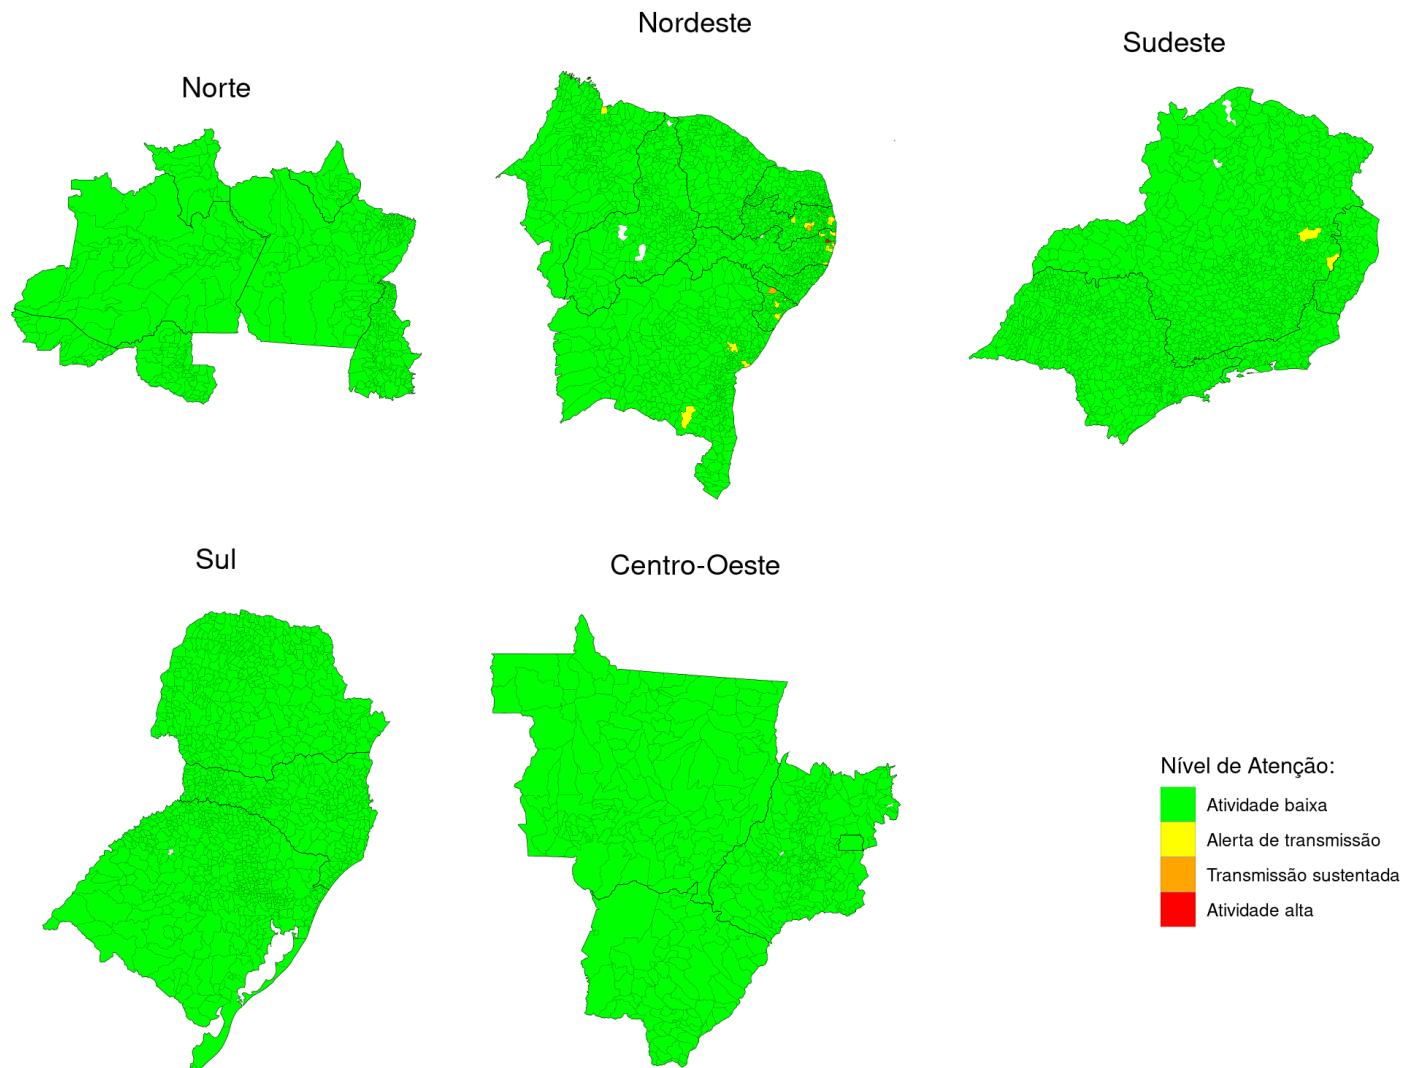 Norte
Nordeste
Sudeste
Sul
Centro-Oeste
Nível de Atenção:
Atividade baixa
Alerta de transmissão
Transmissão sustentada
Atividade alta